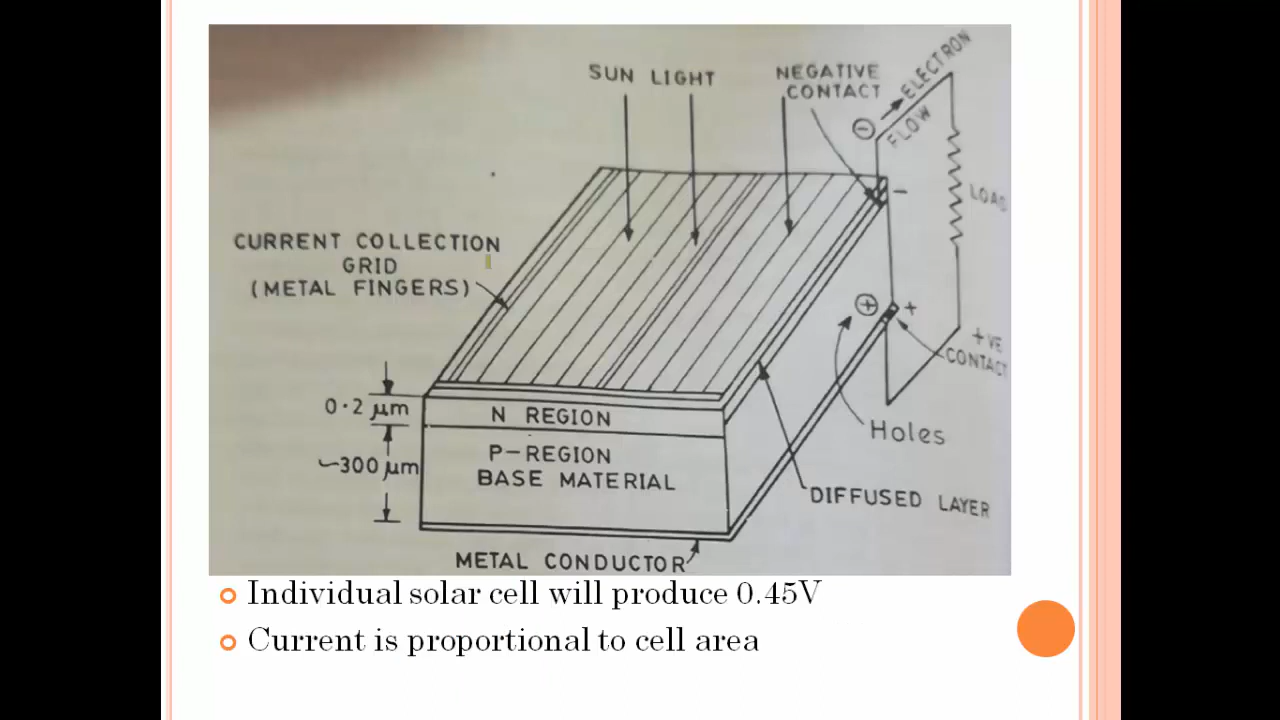 SUN LIGHT
NEGATIVE
CONTACT
ELECTRON
FLOW
−
LOAD
CURRENT COLLECTION
GRID
(METAL FINGERS)
+
+VE
CONTACT
0.2 μm
N REGION
Holes
~300 μm
P-REGION
BASE MATERIAL
DIFFUSED LAYER
METAL CONDUCTOR
Individual solar cell will produce 0.45V
Current is proportional to cell area